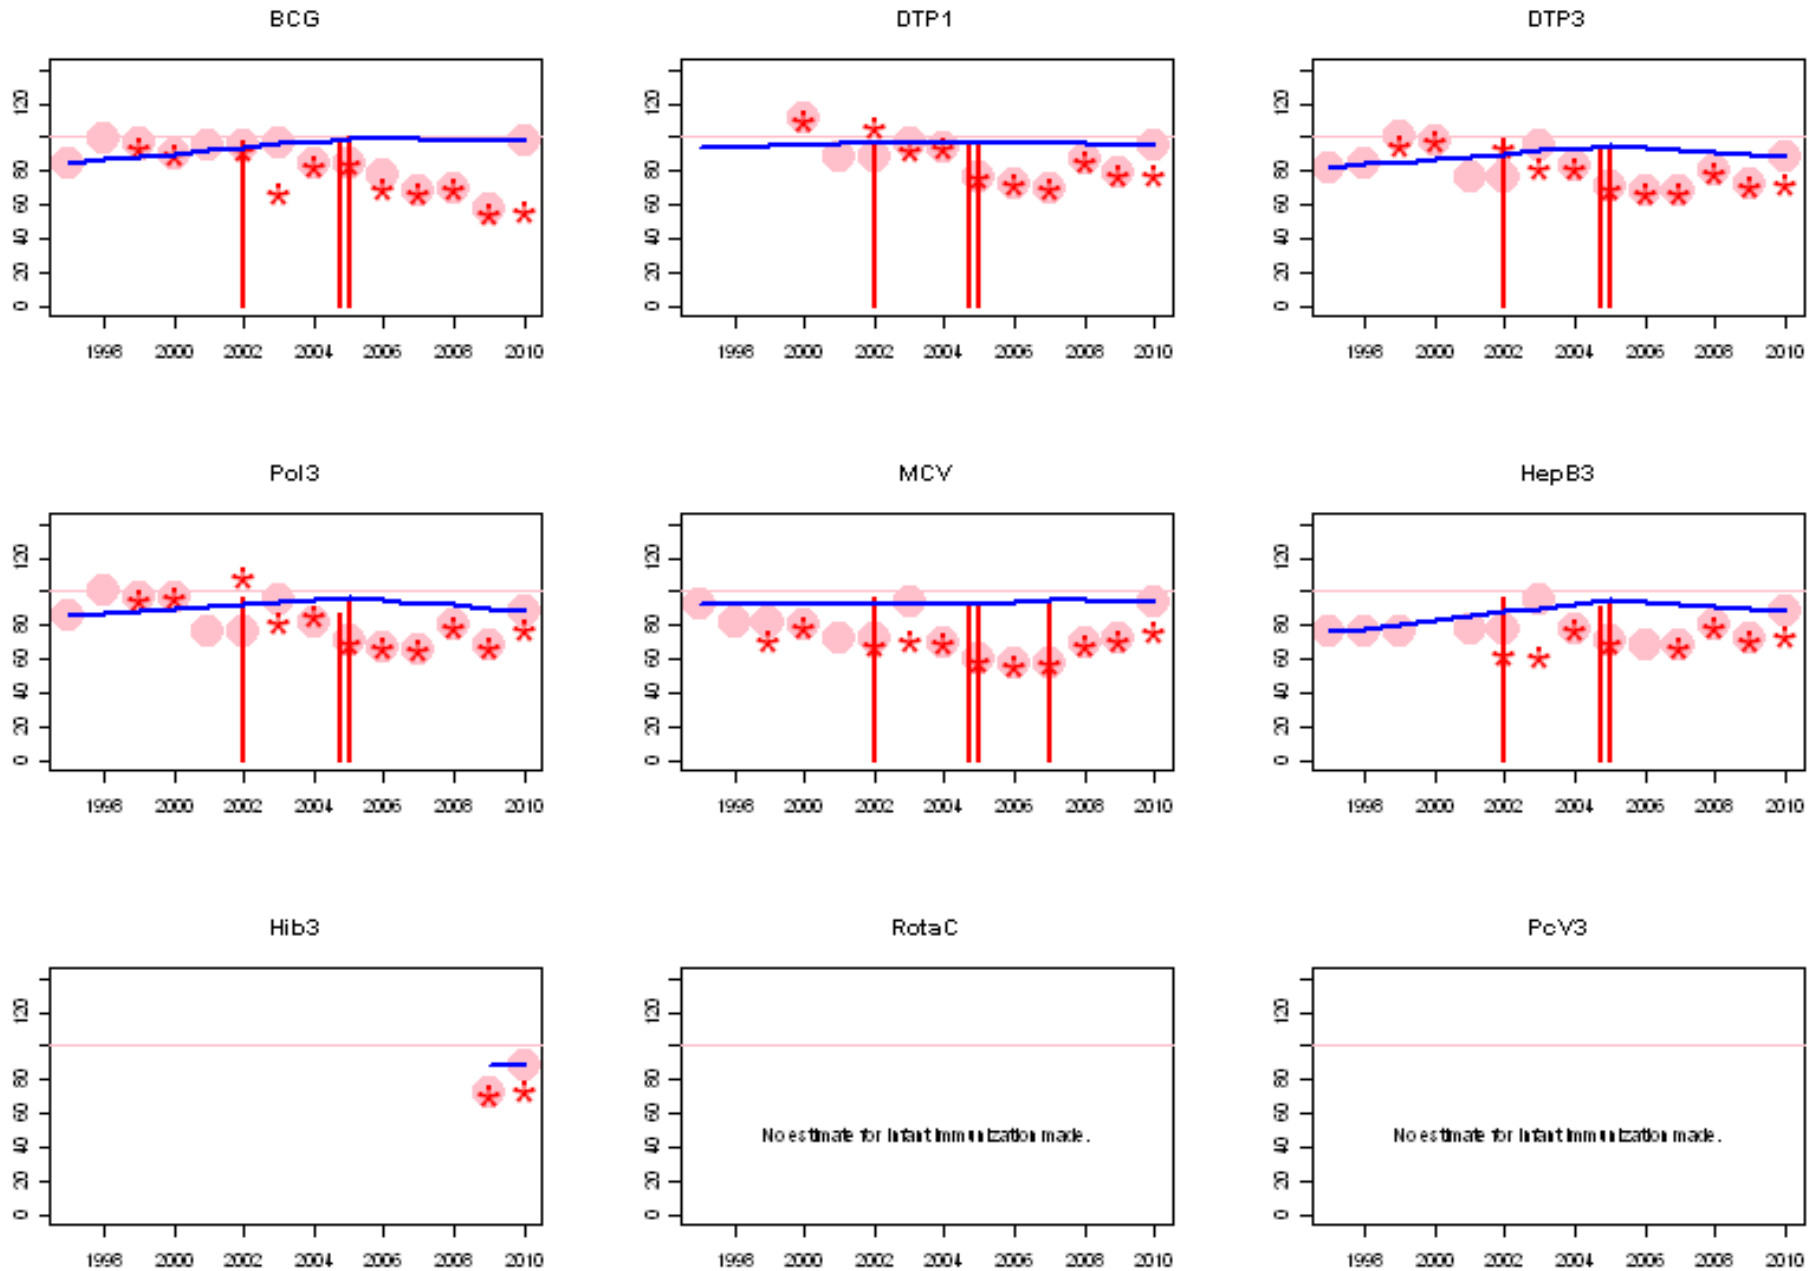 BCG DTP1 DTP3
0 20 40 60 80 120 0 20 40 60 80 120 0 20 40 60 80 120
1998 2000 2002 2004 2006 2008 2010 1998 2000 2002 2004 2006 2008 2010 1998 2000 2002 2004 2006 2008 2010
Pol3 MCV HepB3
0 20 40 60 80 120 0 20 40 60 80 120 0 20 40 60 80 120
1998 2000 2002 2004 2006 2008 2010 1998 2000 2002 2004 2006 2008 2010 1998 2000 2002 2004 2006 2008 2010
Hib3 RotaC PcV3
0 20 40 60 80 120 0 20 40 60 80 120 0 20 40 60 80 120
No estimate for infant immunization made. No estimate for infant immunization made.
1998 2000 2002 2004 2006 2008 2010 1998 2000 2002 2004 2006 2008 2010 1998 2000 2002 2004 2006 2008 2010